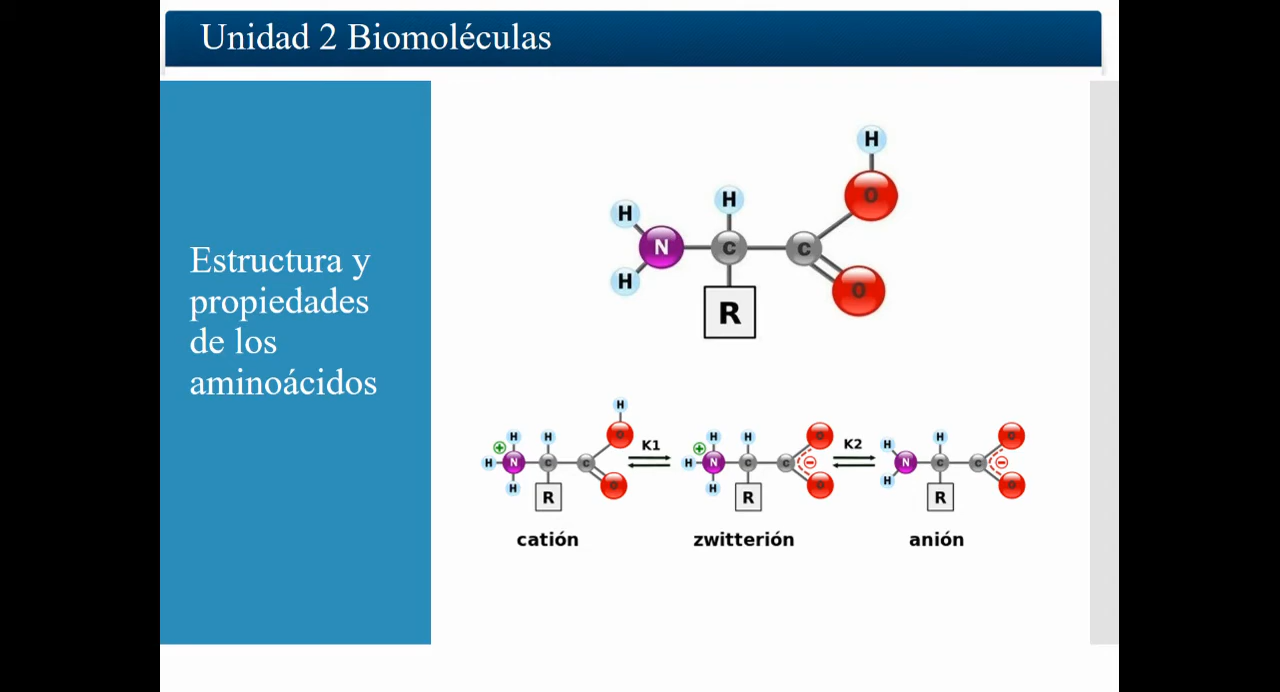 Unidad 2 Biomoléculas
Estructura y
propiedades
de los
aminoácidos
H
H
H
O
N
C
C
H
O
R
H
H
H
O
K1
H
N
C
C
H
R
O
H
H
O
K2
H
N
C
C
H
R
O
H
H
O
N
C
C
H
R
O
catión
zwitterión
anión